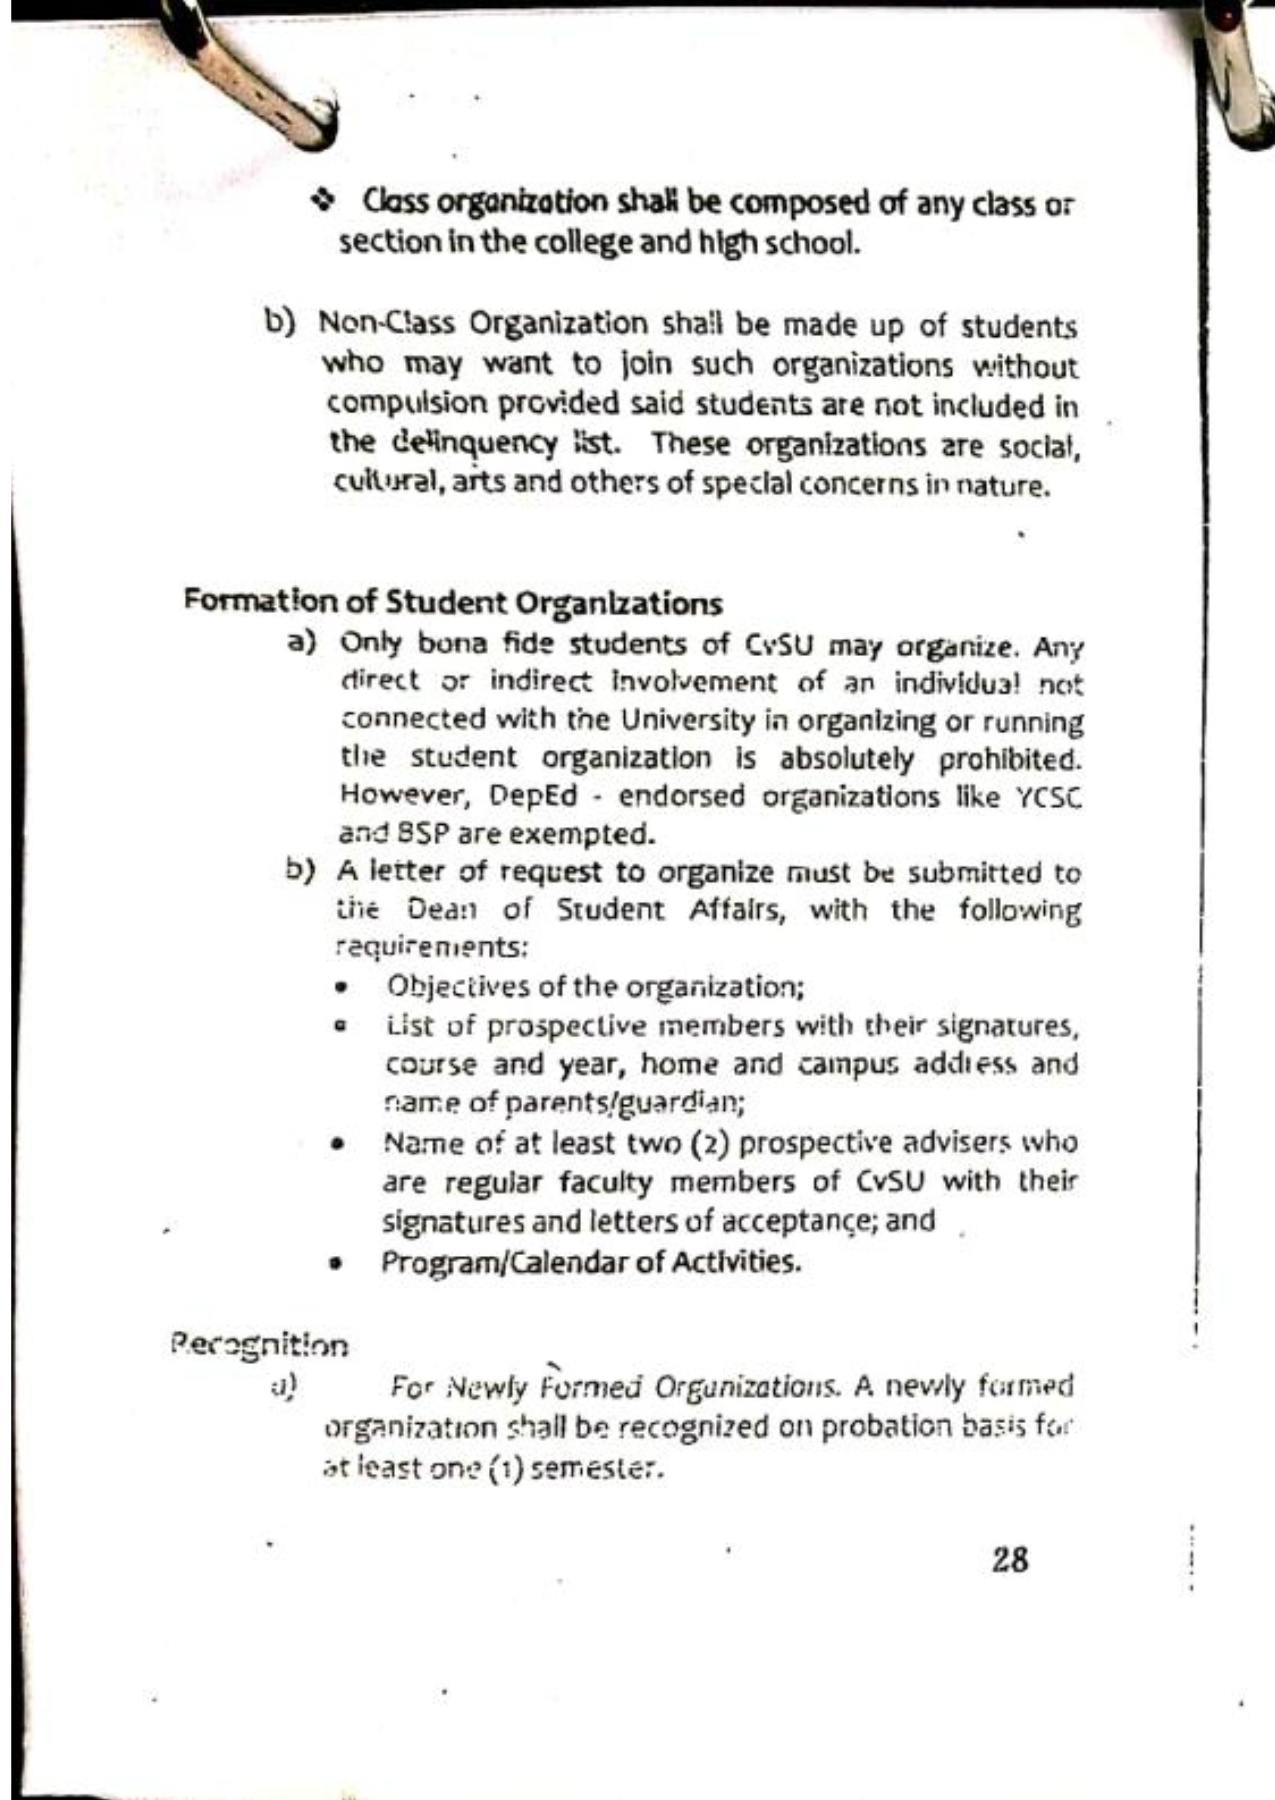 ❖ Class organization shall be composed of any class or
section in the college and high school.
b) Non-Class Organization shall be made up of students
who may want to join such organizations without
compulsion provided said students are not included in
the delinquency list. These organizations are social,
cultural, arts and others of special concerns in nature.
Formation of Student Organizations
a) Only bona fide students of CvSU may organize. Any
direct or indirect involvement of an individual not
connected with the University in organizing or running
the student organization is absolutely prohibited.
However, DepEd - endorsed organizations like YCSC
and BSP are exempted.
b) A letter of request to organize must be submitted to
the Dean of Student Affairs, with the following
requirements:
• Objectives of the organization;
• List of prospective members with their signatures,
course and year, home and campus address and
name of parents/guardian;
• Name of at least two (2) prospective advisers who
are regular faculty members of CvSU with their
signatures and letters of acceptance; and
• Program/Calendar of Activities.
Recognition
a) For Newly Formed Organizations. A newly formed
organization shall be recognized on probation basis for
at least one (1) semester.
28